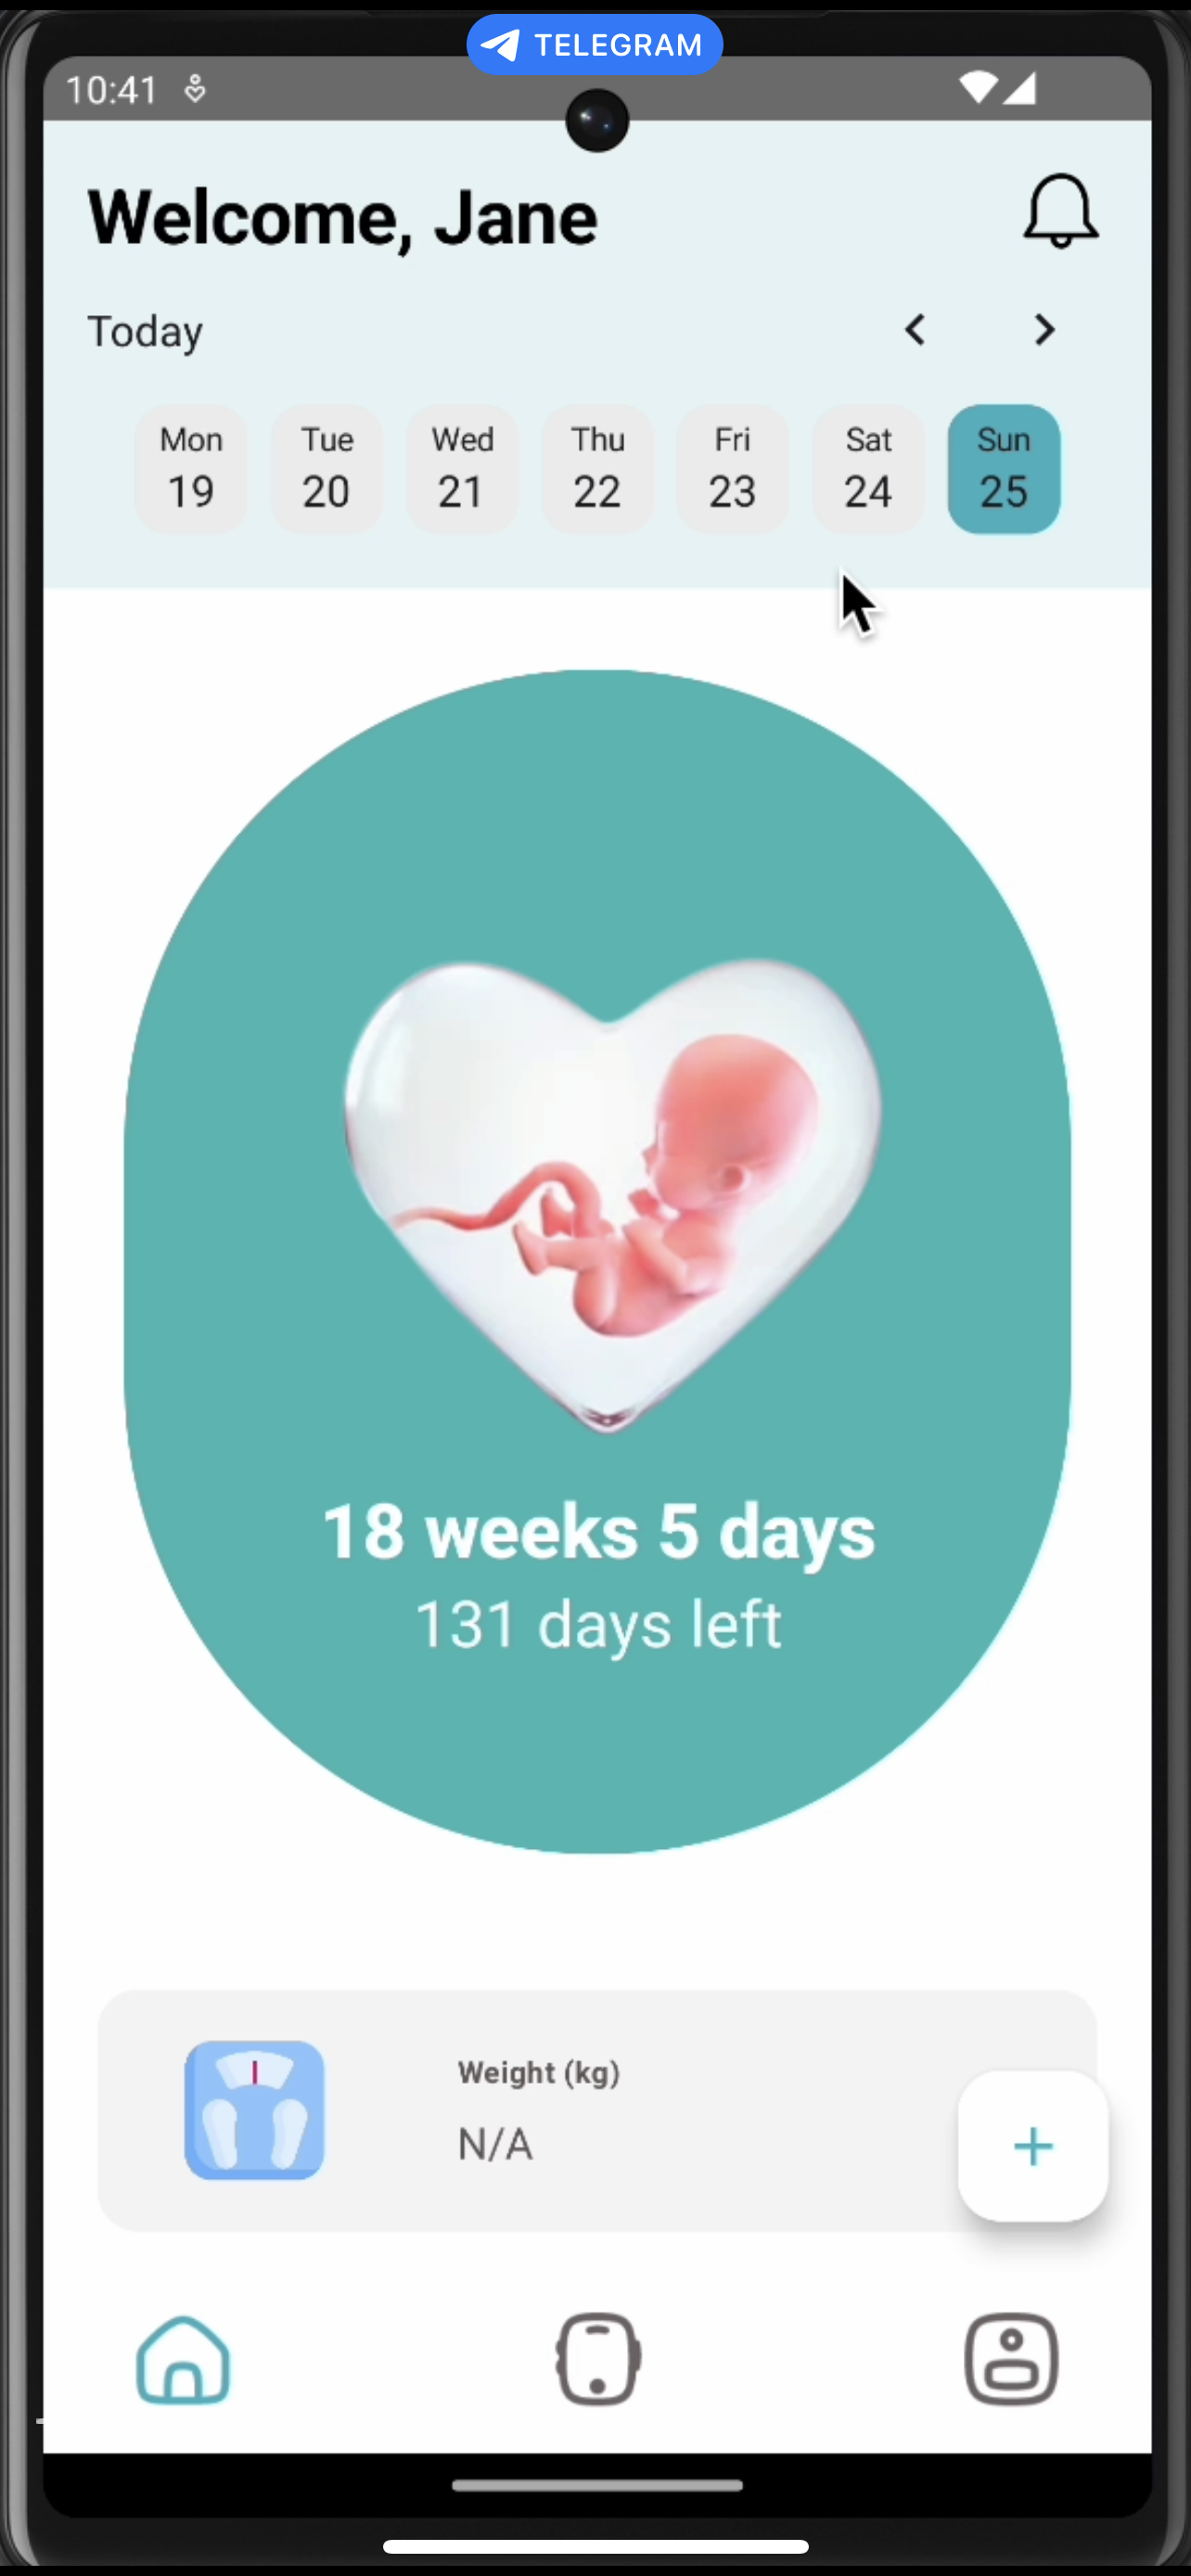 TELEGRAM
10:41
Welcome, Jane
Today
Mon Tue Wed Thu Fri Sat Sun
19 20 21 22 23 24 25
18 weeks 5 days
131 days left
Weight (kg)
N/A
+